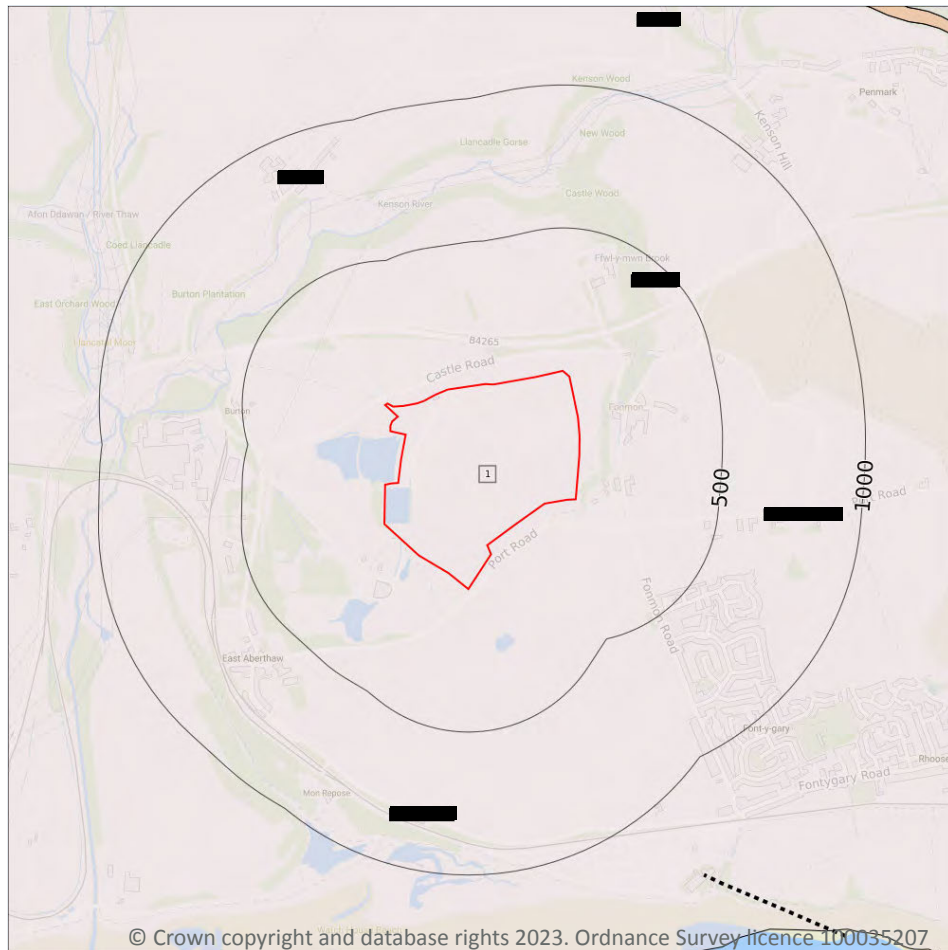 Kenson Wood
Penmark
Kenson Hill
New Wood
Llancadle Gorse
Castle Wood
Kenson River
Afon Ddawan / River Thaw
Coed Llancadle
Ffwl-y-mwn Brook
Burton Plantation
East Orchard Wood
B4265
Castle Road
Burton
Fonmon
1
500
1000
Port Road
Port Road
Fonmon Road
East Aberthaw
Font-y-gary
Rhoose
Fontygary Road
Mon Repose
© Crown copyright and database rights 2023. Ordnance Survey licence 100035207